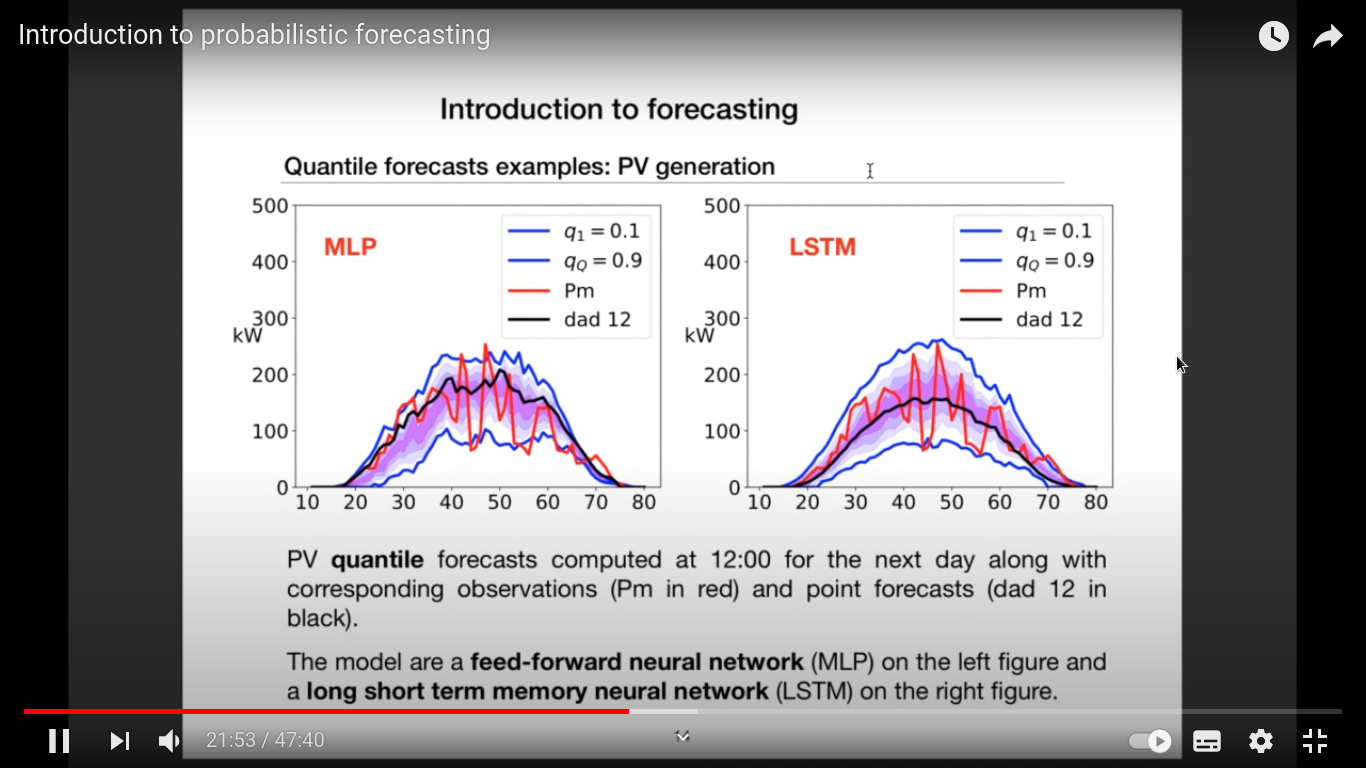 Introduction to probabilistic forecasting
Introduction to forecasting
Quantile forecasts examples: PV generation
500
400
300
200
100
0
kW
MLP
q1 = 0.1
qQ = 0.9
Pm
dad 12
10 20 30 40 50 60 70 80
500
400
300
200
100
0
kW
LSTM
q1 = 0.1
qQ = 0.9
Pm
dad 12
10 20 30 40 50 60 70 80
PV quantile forecasts computed at 12:00 for the next day along with
corresponding observations (Pm in red) and point forecasts (dad 12 in
black).
The model are a feed-forward neural network (MLP) on the left figure and
a long short term memory neural network (LSTM) on the right figure.
21:53 / 47:40